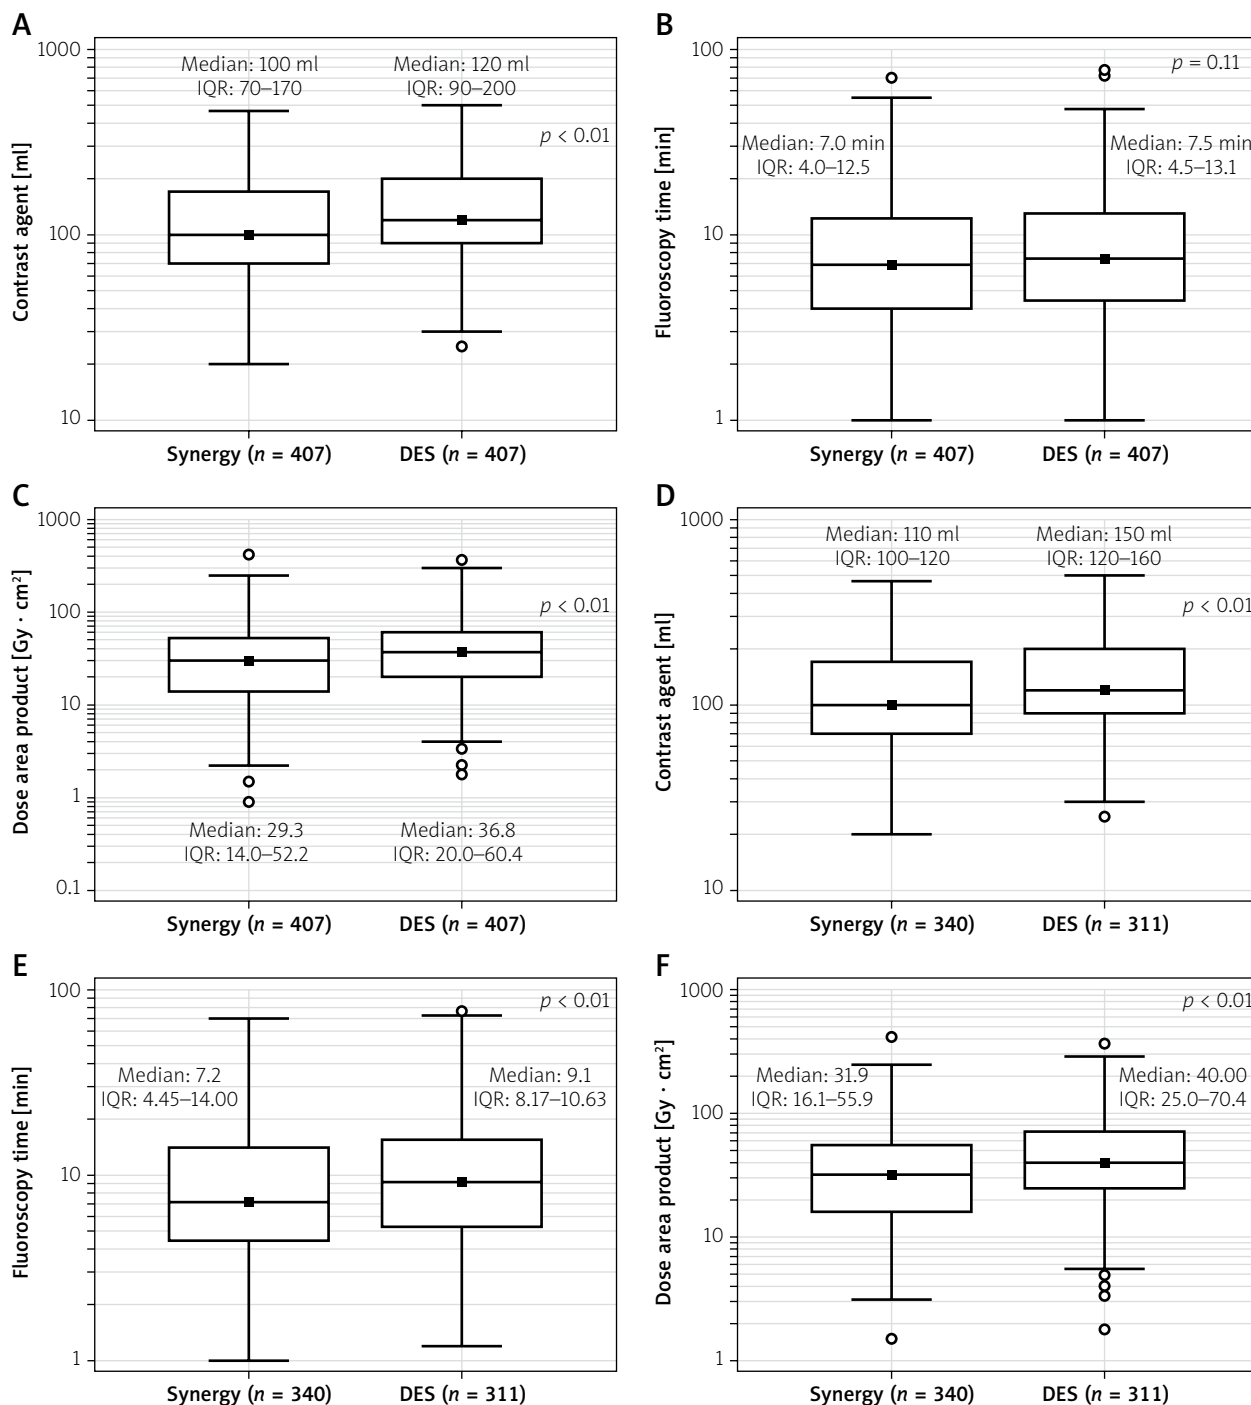 A
Contrast agent [ml]
1000
100
10
Median: 100 ml
IQR: 70–170
Median: 120 ml
IQR: 90–200
p < 0.01
Synergy (n = 407)
DES (n = 407)
B
Fluoroscopy time [min]
100
10
1
p = 0.11
Median: 7.0 min
IQR: 4.0–12.5
Median: 7.5 min
IQR: 4.5–13.1
Synergy (n = 407)
DES (n = 407)
C
Dose area product [Gy · cm²]
1000
100
10
1
0.1
p < 0.01
Median: 29.3
IQR: 14.0–52.2
Median: 36.8
IQR: 20.0–60.4
Synergy (n = 407)
DES (n = 407)
D
Contrast agent [ml]
1000
100
10
Median: 110 ml
IQR: 100–120
Median: 150 ml
IQR: 120–160
p < 0.01
Synergy (n = 340)
DES (n = 311)
E
Fluoroscopy time [min]
100
10
1
p < 0.01
Median: 7.2
IQR: 4.45–14.00
Median: 9.1
IQR: 8.17–10.63
Synergy (n = 340)
DES (n = 311)
F
Dose area product [Gy · cm²]
1000
100
10
1
p < 0.01
Median: 31.9
IQR: 16.1–55.9
Median: 40.00
IQR: 25.0–70.4
Synergy (n = 340)
DES (n = 311)